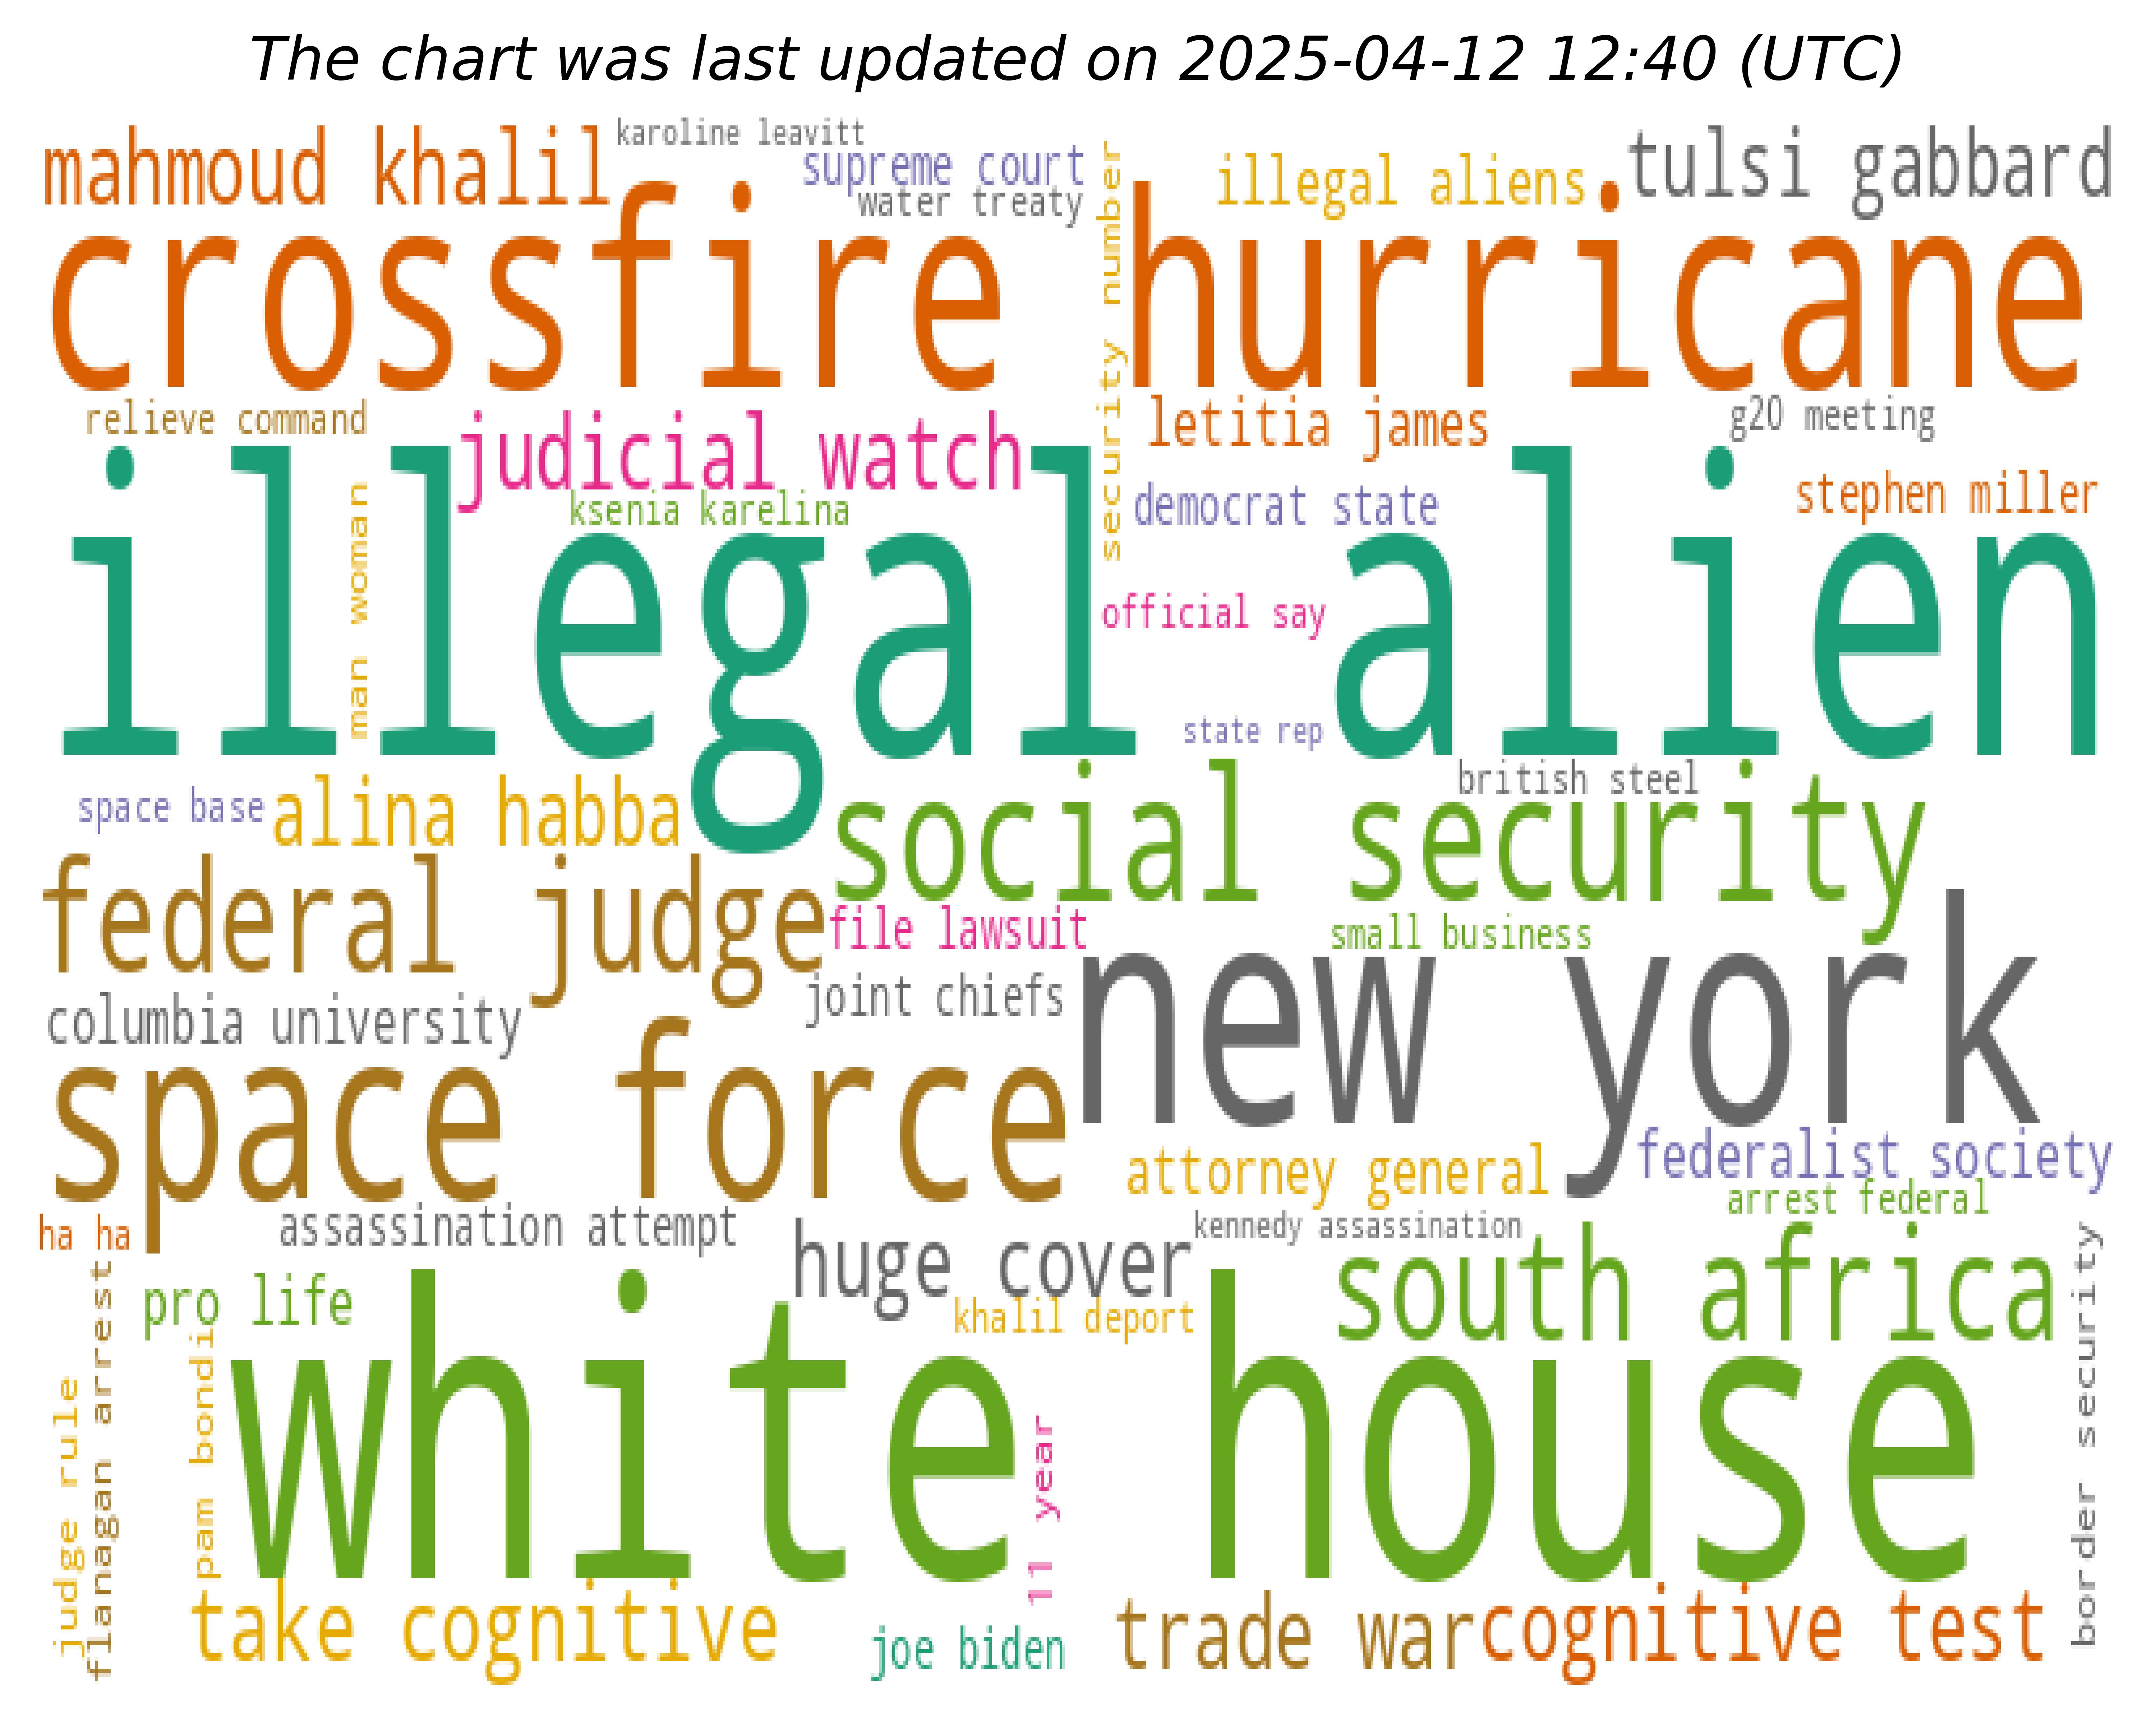 The chart was last updated on 2025-04-12 12:40 (UTC)
mahmoud khalil
karoline leavitt
supreme court
water treaty
security number
illegal aliens
tulsi gabbard
crossfire hurricane
relieve command
judicial watch
letitia james
g20 meeting
ksenia karelina
democrat state
stephen miller
man woman
illegal alien
official say
state rep
british steel
space base
alina habba
social security
federal judge
file lawsuit
small business
columbia university
joint chiefs
new york
space force
attorney general
federalist society
arrest federal
ha ha
assassination attempt
huge cover
kennedy assassination
south africa
pro life
khalil deport
white house
judge rule
flanagan arrest
pam bondi
11 year
border security
take cognitive
joe biden
trade war
cognitive test